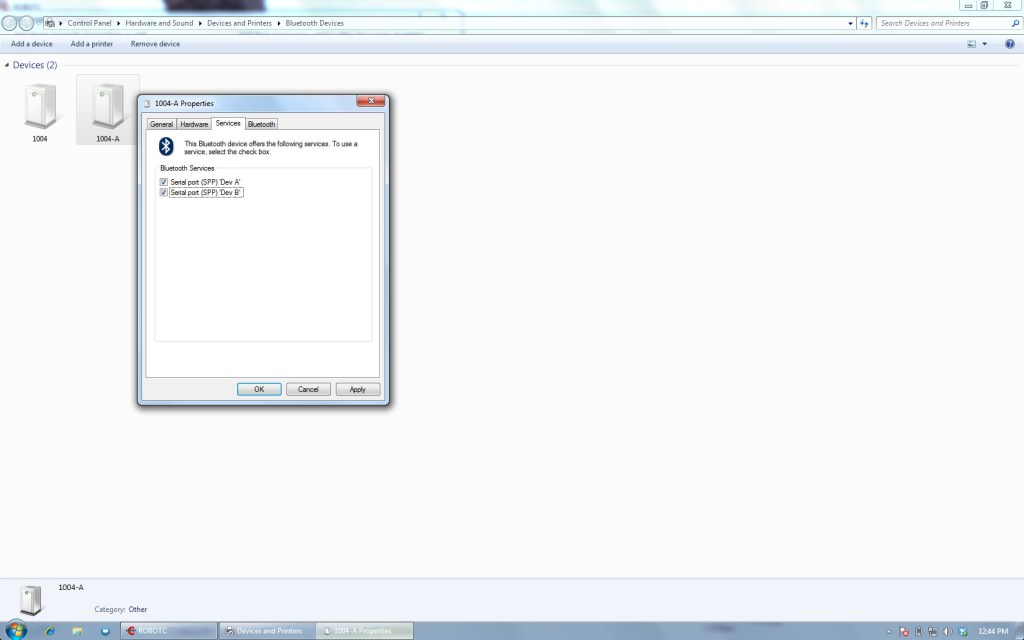 Control Panel ▸ Hardware and Sound ▸ Devices and Printers ▸ Bluetooth Devices
Search Devices and Printers
Add a device Add a printer Remove device
Devices (2)
1004
1004-A
1004-A Properties
General Hardware Services Bluetooth
This Bluetooth device offers the following services. To use a
service, select the check box.
Bluetooth Services
Serial port (SPP) 'Dev A'
Serial port (SPP) 'Dev B'
OK Cancel Apply
1004-A
Category: Other
ROBOTC Devices and Printers 1004-A Properties 12:44 PM